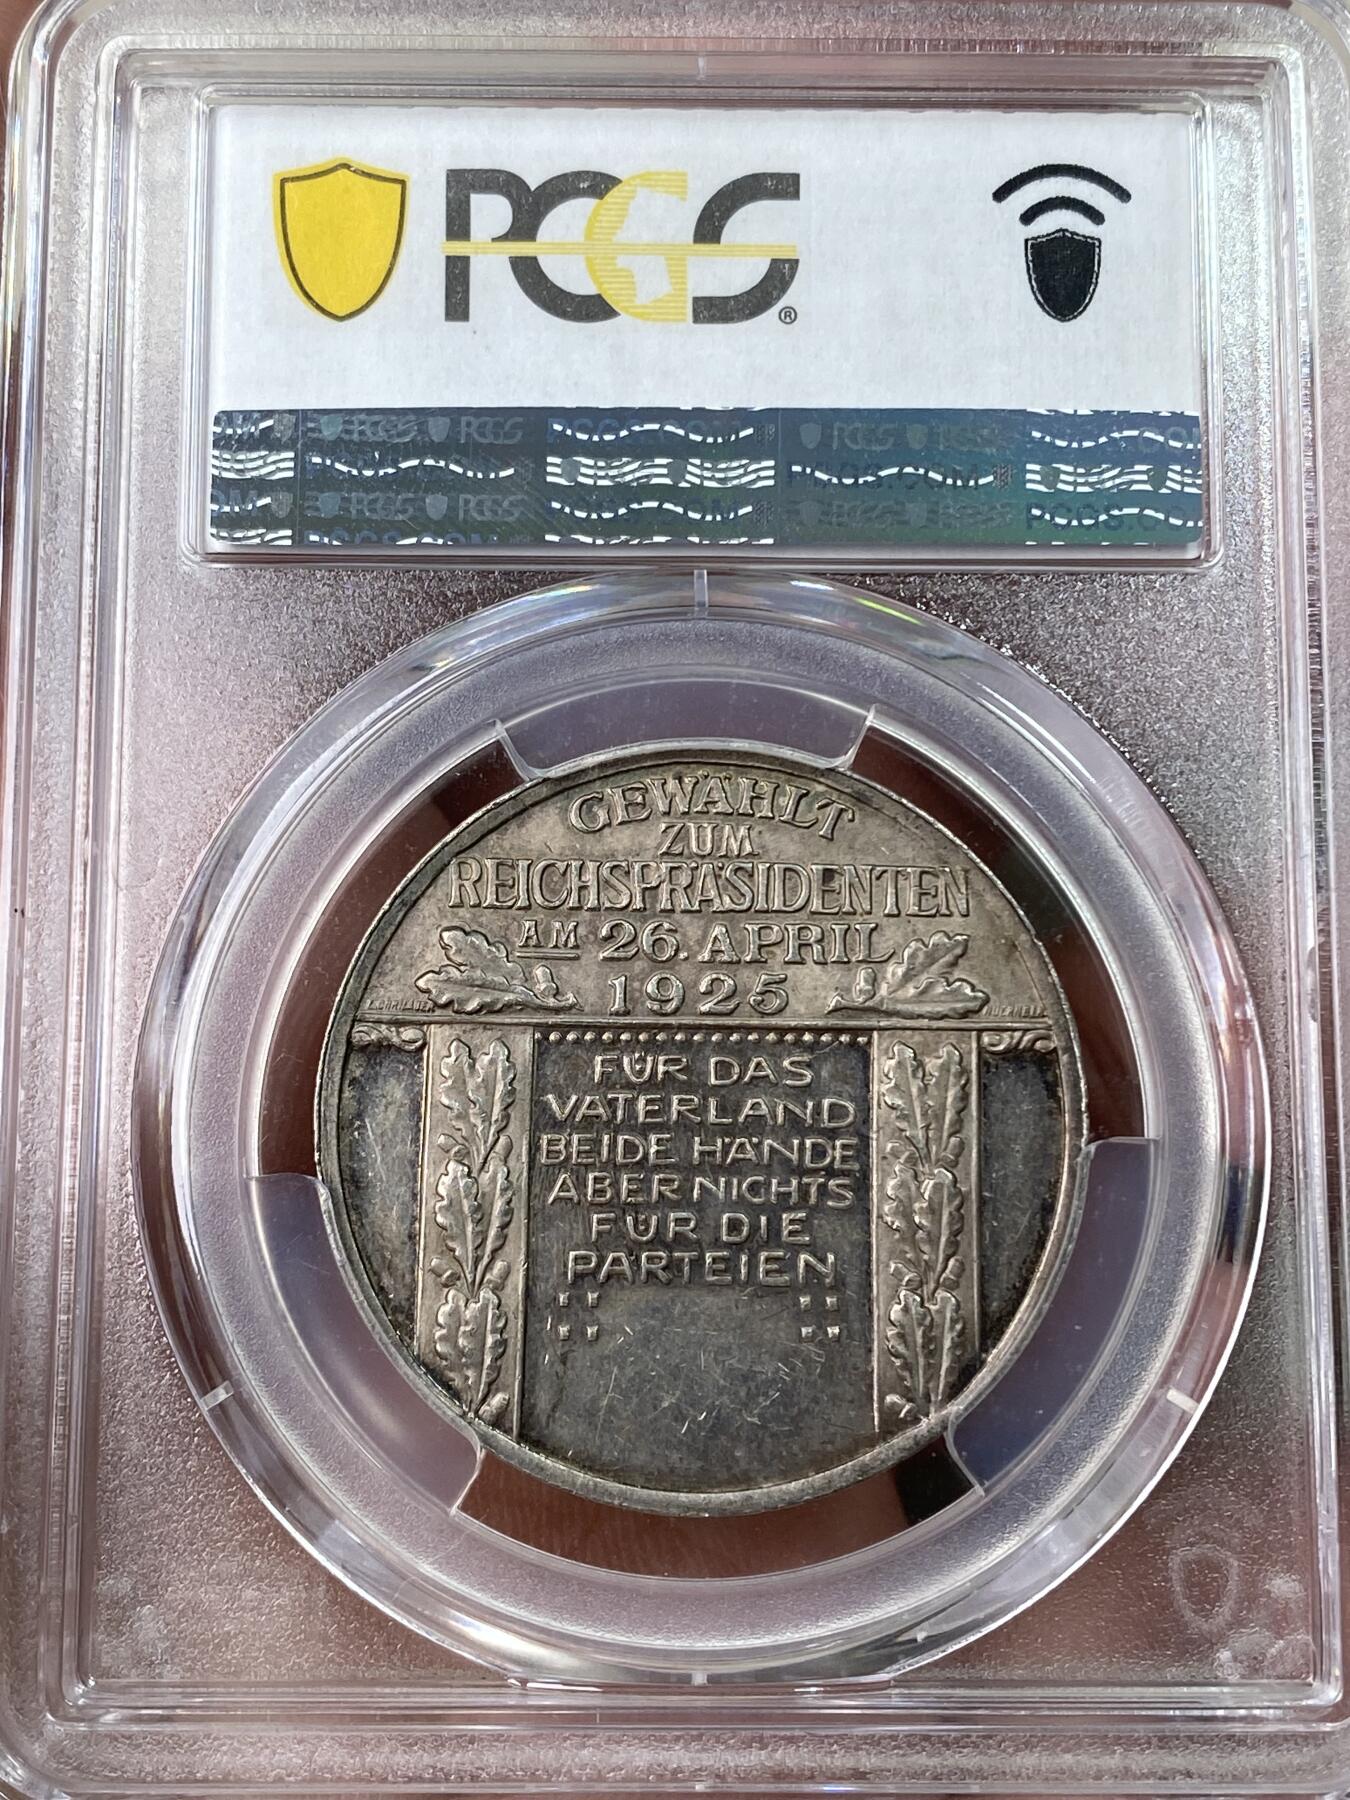 PCGS®
GEWÄHLT
ZUM
REICHSPRÄSIDENTEN
AM 26. APRIL
1925
FÜR DAS
VATERLAND
BEIDE HÄNDE
ABER NICHTS
FÜR DIE
PARTEIEN